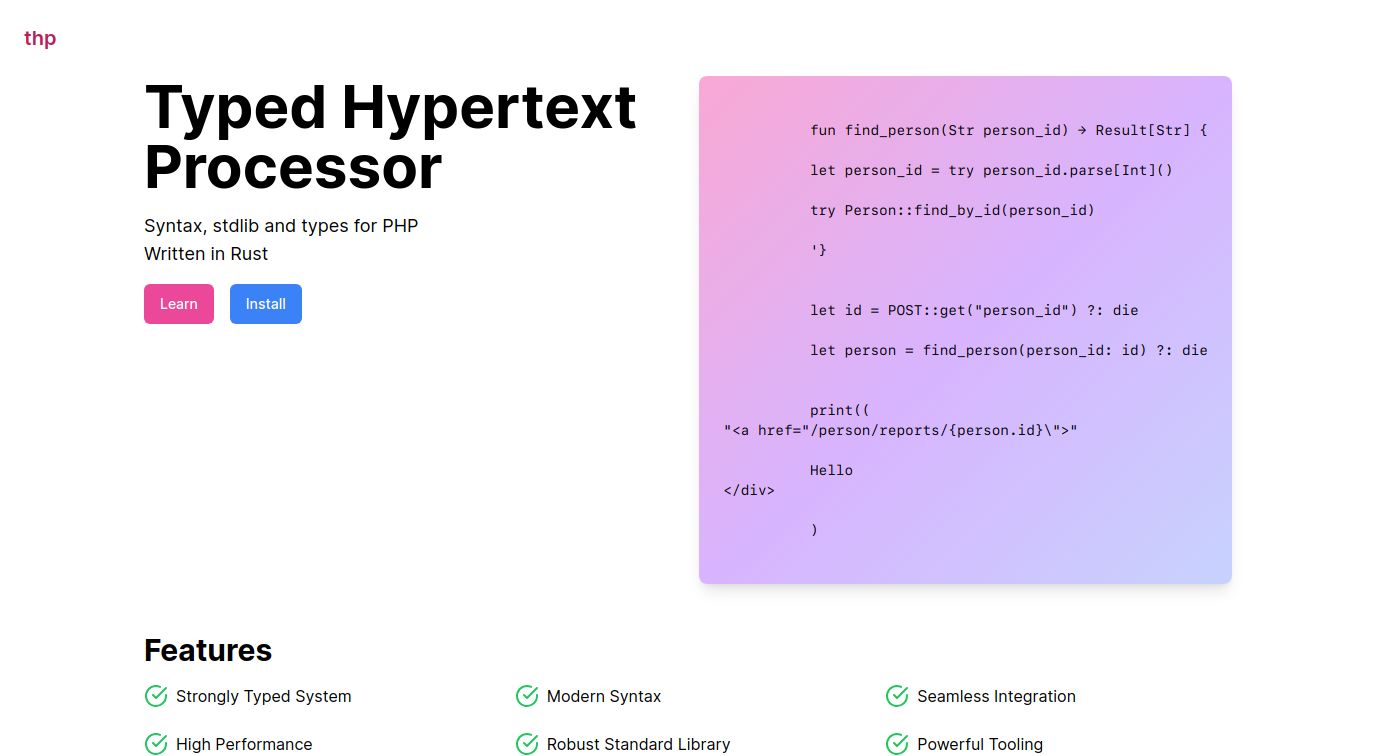 thp
Typed Hypertext
Processor
Syntax, stdlib and types for PHP
Written in Rust
Learn
Install
fun find_person(Str person_id) → Result[Str] {
let person_id = try person_id.parse[Int]()
try Person::find_by_id(person_id)
'}
let id = POST::get("person_id") ?: die
let person = find_person(person_id: id) ?: die
print((
"<a href="/person/reports/{person.id}\">"
Hello
</div>
)
Features
Strongly Typed System
Modern Syntax
Seamless Integration
High Performance
Robust Standard Library
Powerful Tooling